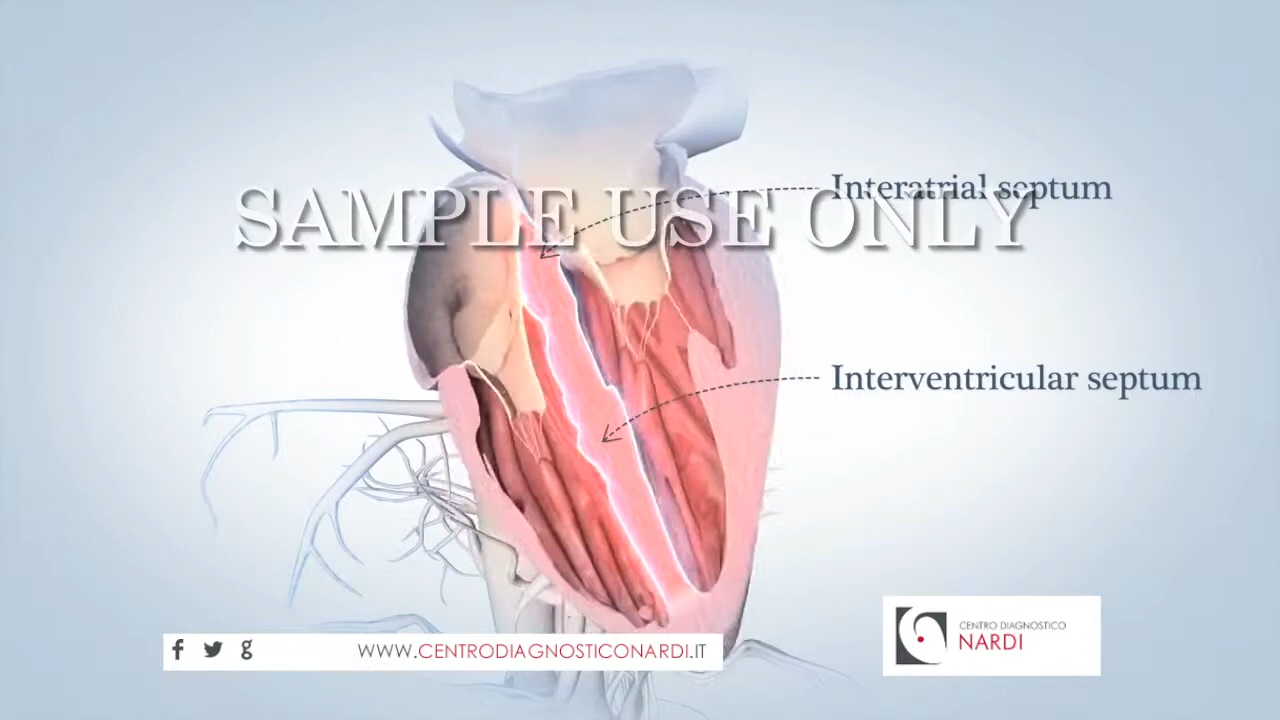 Interatrial septum
SAMPLE USE ONLY
Interventricular septum
WWW.CENTRODIAGNOSTICONARDI.IT
CENTRO DIAGNOSTICO
NARDI